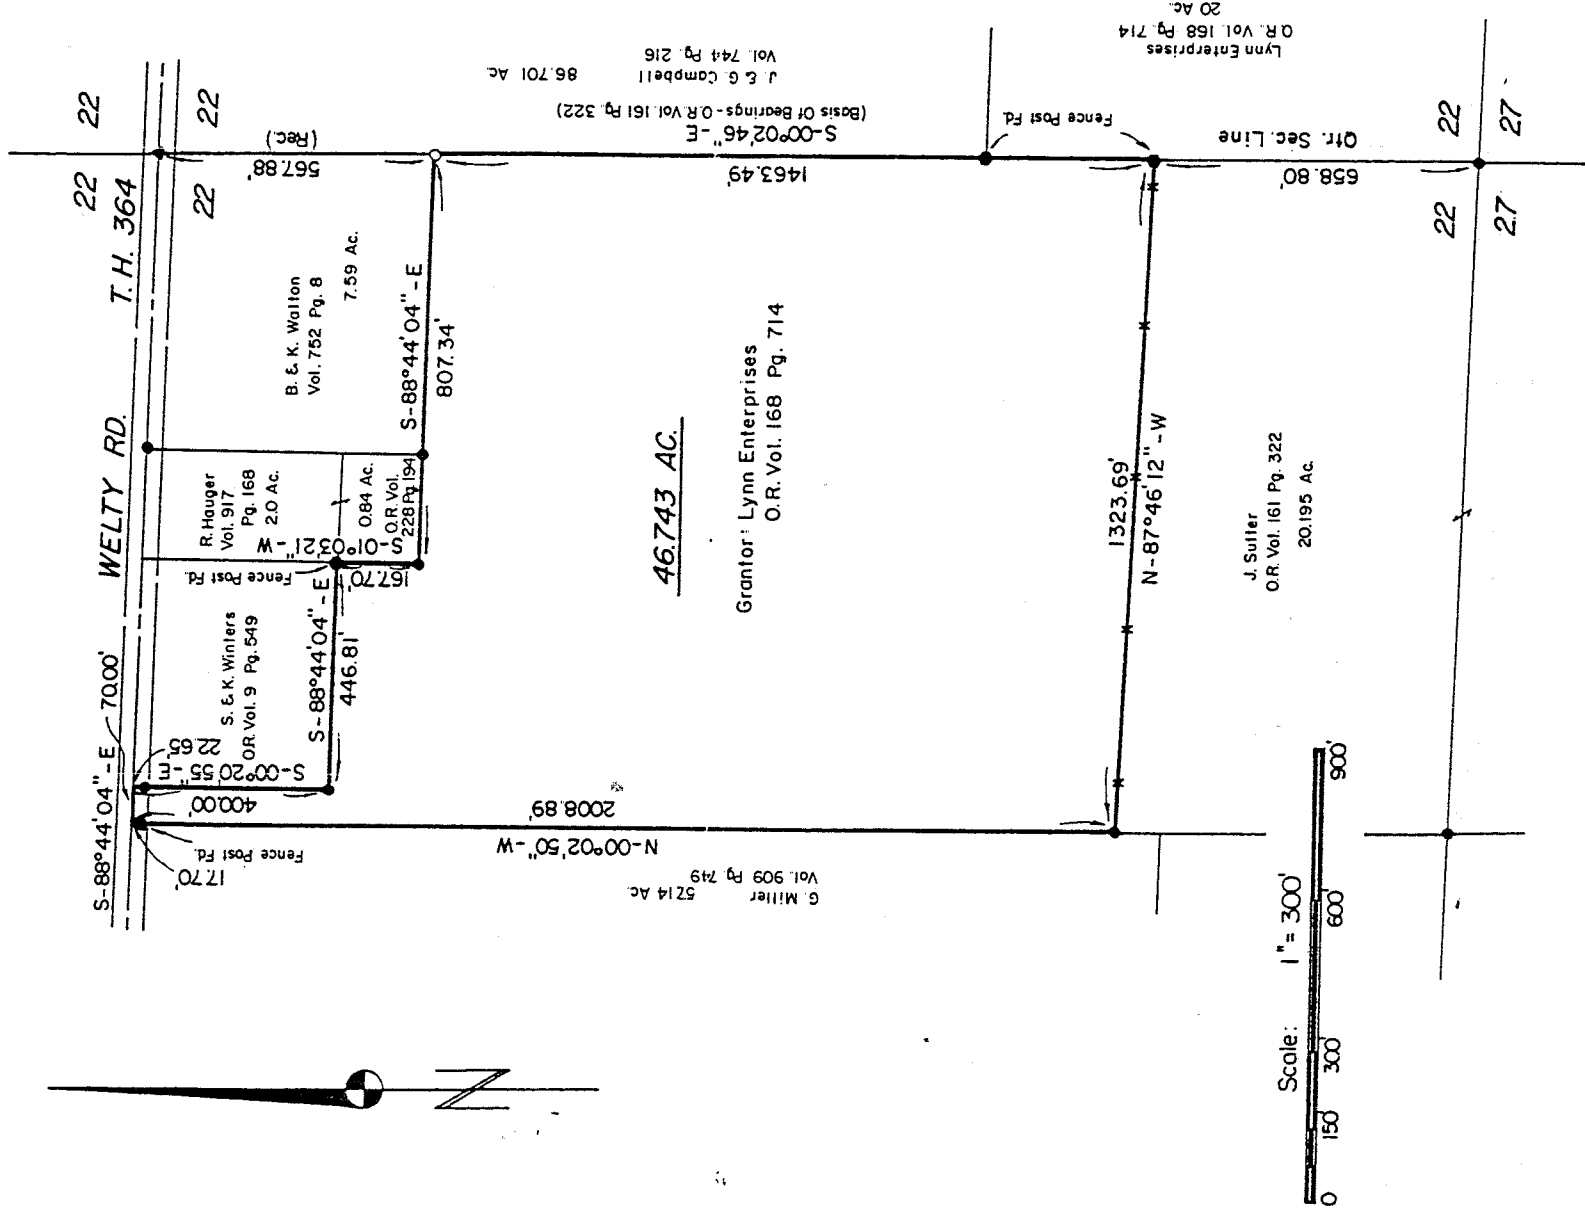 22
22
22
22
T.H. 364
WELTY RD.
S-88°44'04"-E
70.00'
22.65'
17.70'
Fence Post Fd.
S-00°20'55"-E
400.00'
S. & K. Winters
O.R. Vol. 9 Pg. 549
S-88°44'04"-E
446.81'
Fence Post Fd.
S-01°03'21"-W
167.70'
R. Hauger
Vol. 917
Pg. 168
2.0 Ac.
0.84 Ac.
O.R. Vol.
228 Pg. 194
B. & K. Walton
Vol. 752 Pg. 8
7.59 Ac.
S-88°44'04"-E
807.34'
567.88'
(Rec.)
1463.49'
S-00°02'46"-E
(Basis Of Bearings - O.R. Vol. 161 Pg. 322)
J. & G. Campbell
Vol. 744 Pg. 216
86.701 Ac.
Fence Post Fd.
Lynn Enterprises
O.R. Vol. 168 Pg. 714
20 Ac.
46.743 AC.
Grantor: Lynn Enterprises
O.R. Vol. 168 Pg. 714
N-00°02'50"-W
2008.89'
G. Miller
Vol. 909 Pg. 749
57.14 Ac.
1323.69'
N-87°46'12"-W
J. Sutter
O.R. Vol. 161 Pg. 322
20.195 Ac.
658.80'
Qtr. Sec. Line
22
27
22
27
N
Scale: 1" = 300'
0
150
300
600
900'